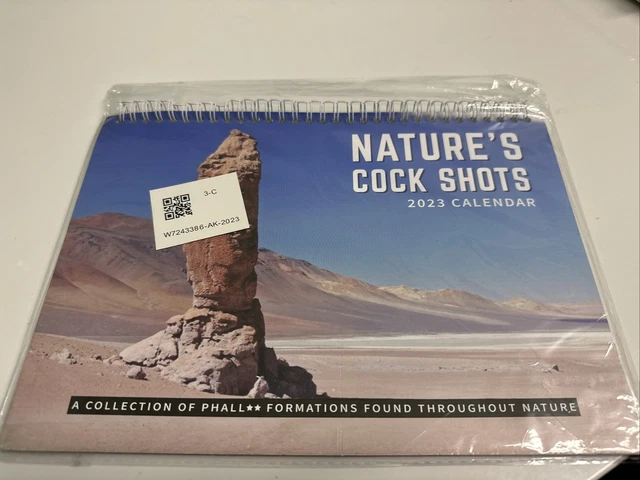 NATURE'S
COCK SHOTS
2023 CALENDAR
3-C
W7243386-AK-2023
A COLLECTION OF PHALL★★ FORMATIONS FOUND THROUGHOUT NATURE